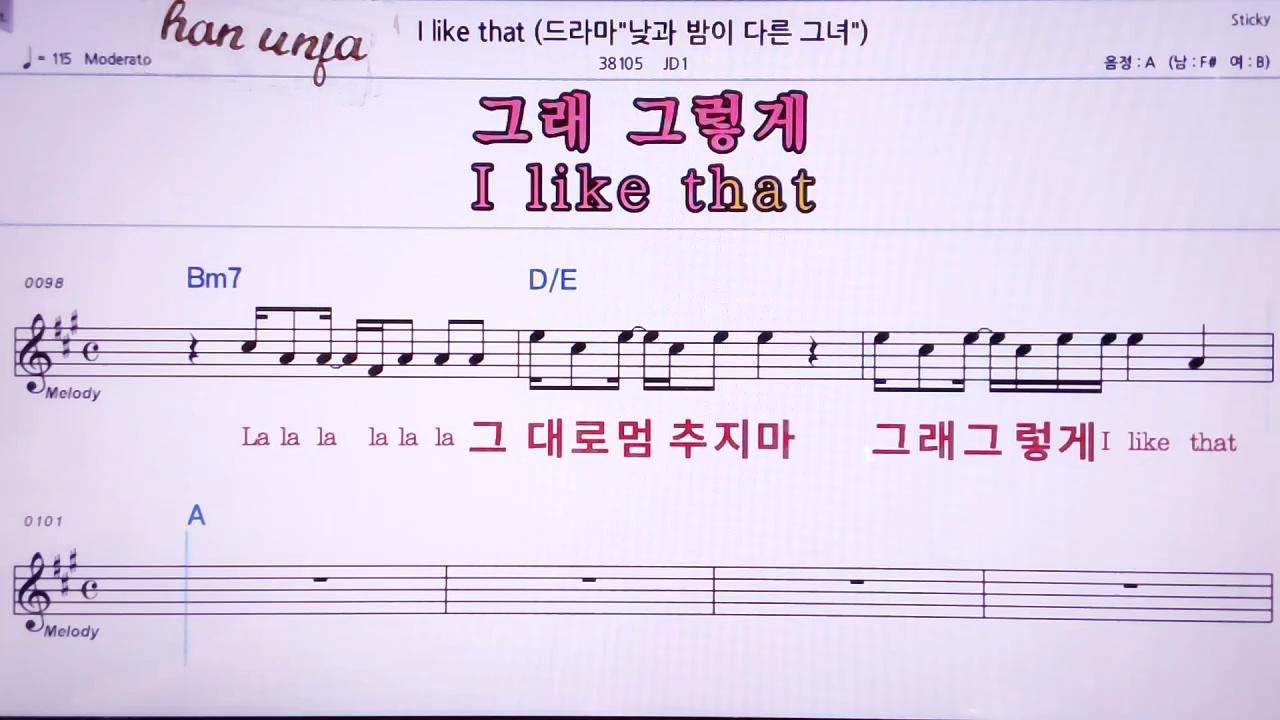 han unja
I like that (드라마"낮과 밤이 다른 그녀")
Sticky
♩= 115 Moderato
38105 JD1
음정 : A (남 : F# 여 : B)
그래 그렇게
I like that
0098
Bm7 D/E
Melody
La la la la la la 그 대로멈 추지마 그래그 렇게 I like that
0101
A
Melody